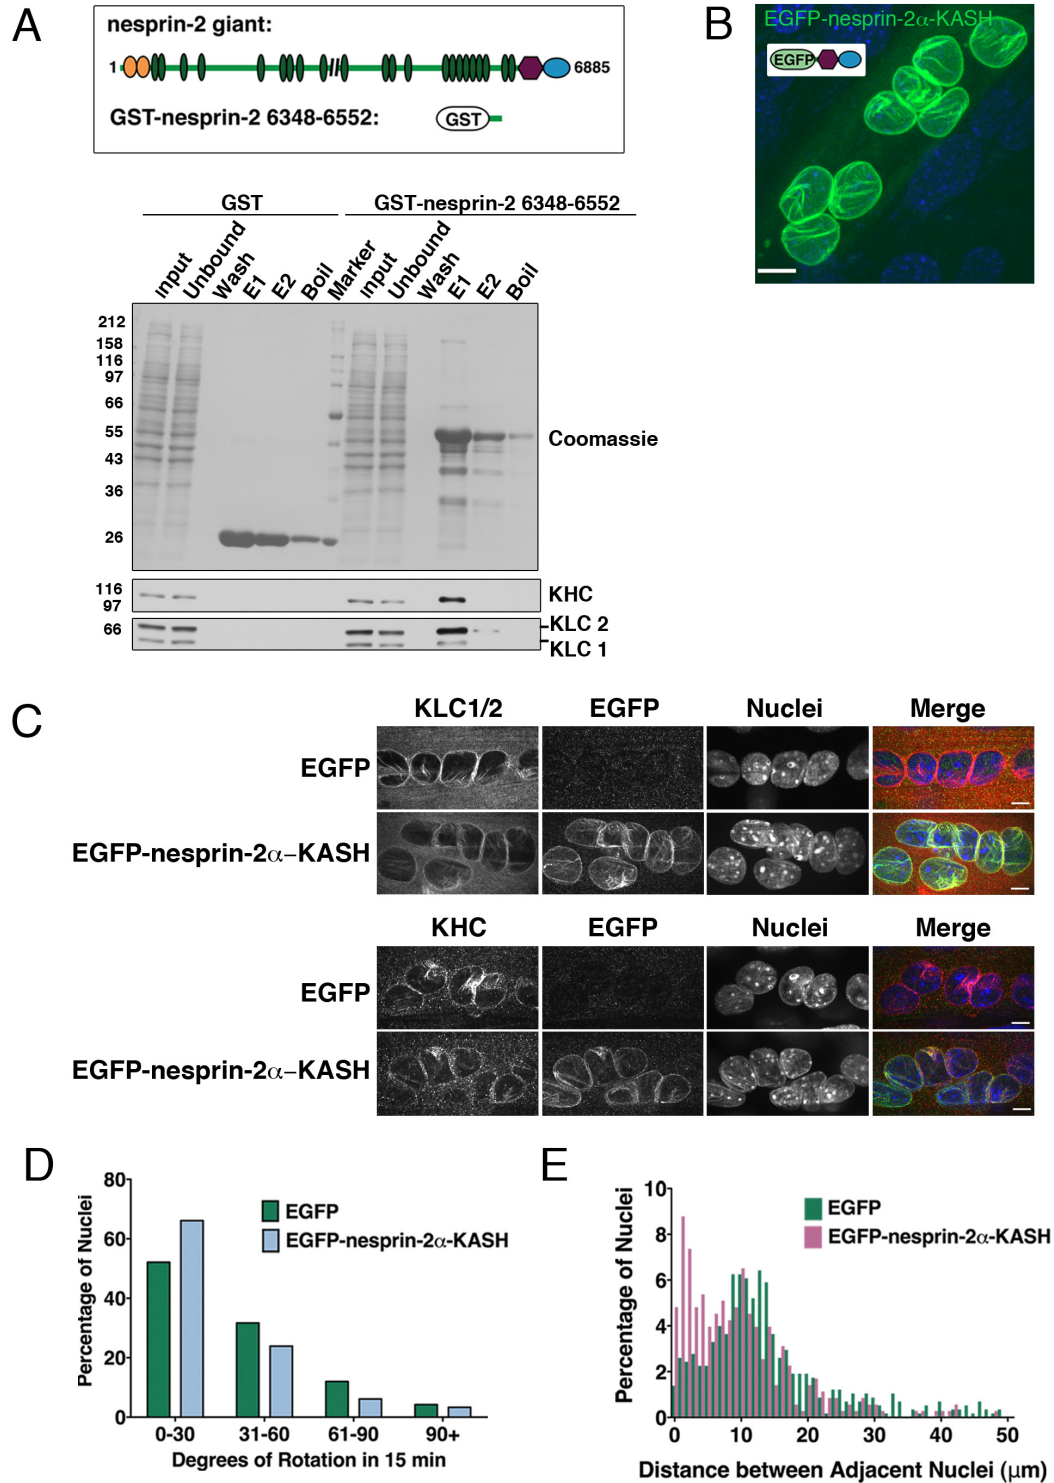 A
nesprin-2 giant:
1
6885
GST-nesprin-2 6348-6552:
GST
GST
GST-nesprin-2 6348-6552
Input
Unbound
Wash
E1
E2
Boil
Marker
Input
Unbound
Wash
E1
E2
Boil
212
158
116
97
66
55
43
36
26
Coomassie
116
97
KHC
66
KLC 2
KLC 1
B
EGFP-nesprin-2α-KASH
EGFP
C
KLC1/2 EGFP Nuclei Merge
EGFP
EGFP-nesprin-2α-KASH
KHC EGFP Nuclei Merge
EGFP
EGFP-nesprin-2α-KASH
D
Percentage of Nuclei
80
60
40
20
0
EGFP
EGFP-nesprin-2α-KASH
0-30 31-60 61-90 90+
Degrees of Rotation in 15 min
E
Percentage of Nuclei
10
8
6
4
2
0
EGFP
EGFP-nesprin-2α-KASH
0 10 20 30 40 50
Distance between Adjacent Nuclei (μm)